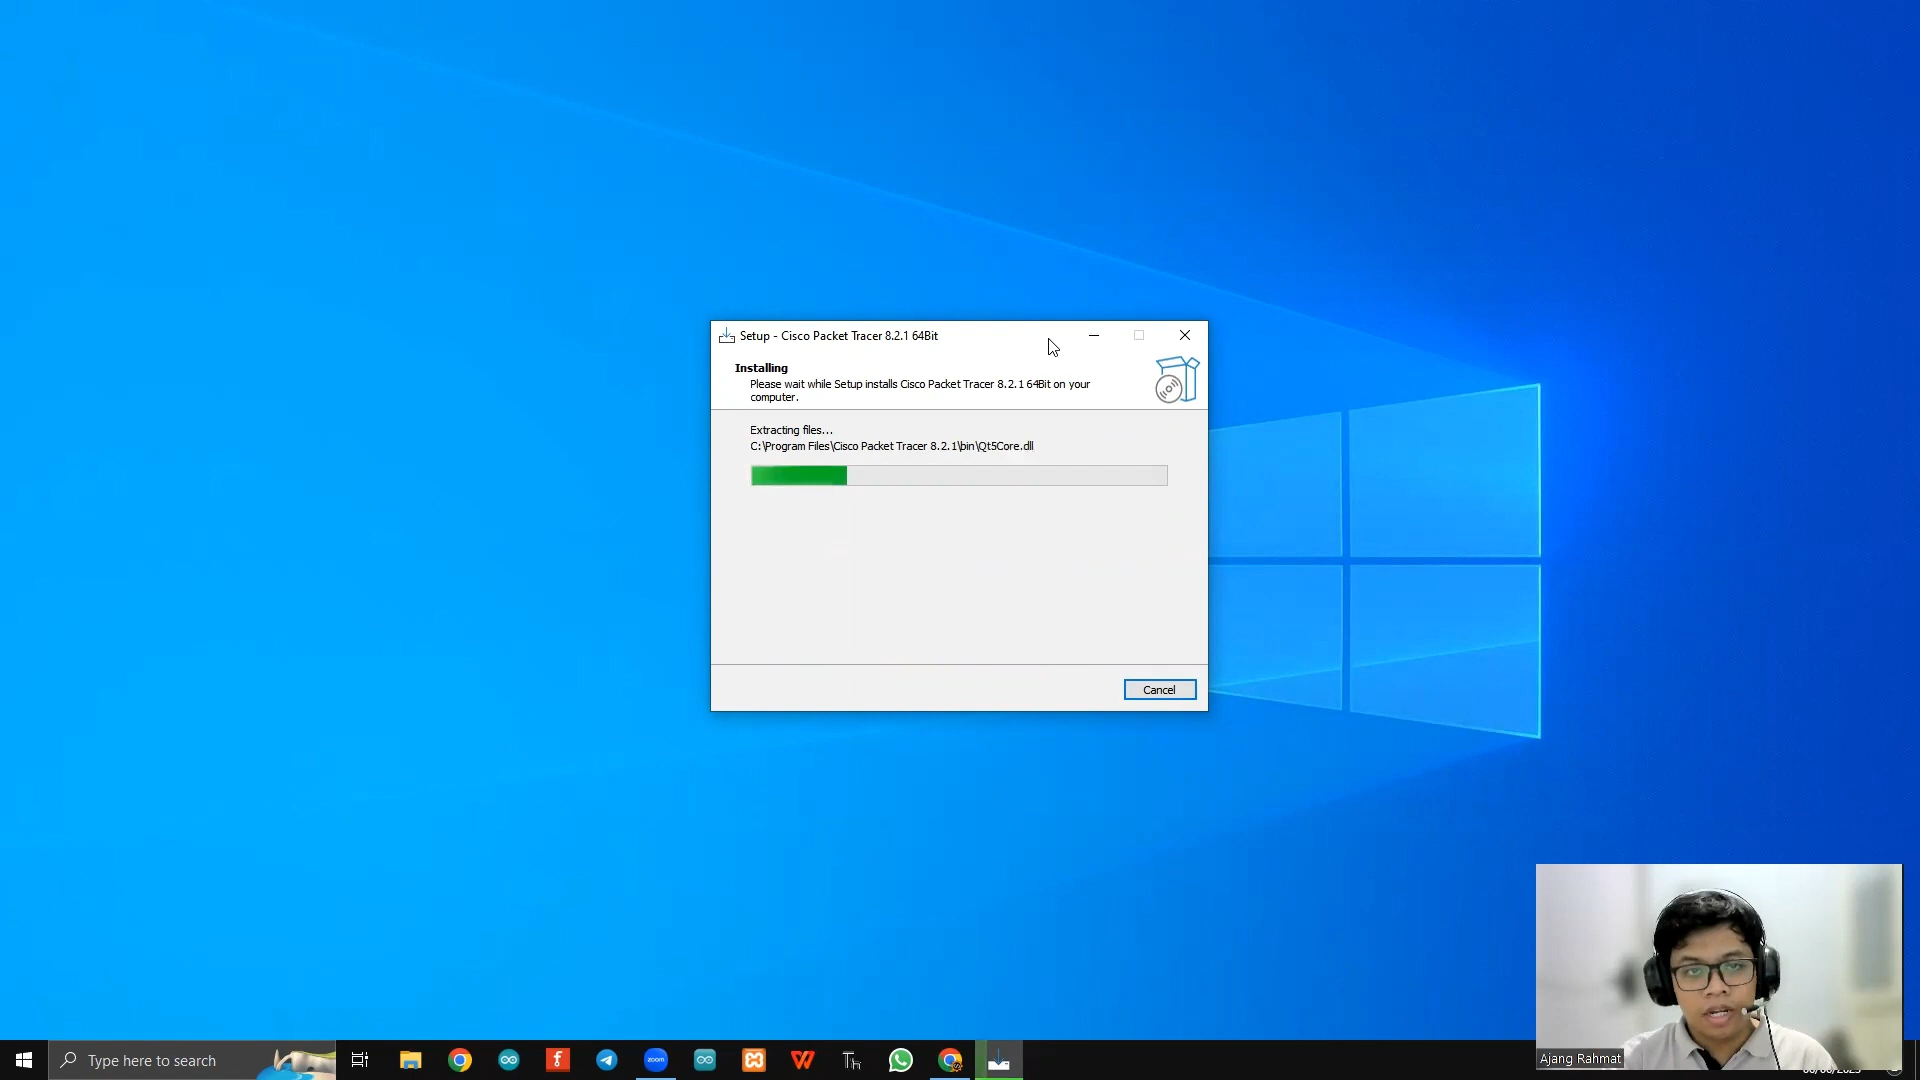 Setup - Cisco Packet Tracer 8.2.1 64Bit
Installing
Please wait while Setup installs Cisco Packet Tracer 8.2.1 64Bit on your
computer.
Extracting files...
C:\Program Files\Cisco Packet Tracer 8.2.1\bin\Qt5Core.dll
Cancel
Ajang Rahmat
Type here to search
zoom